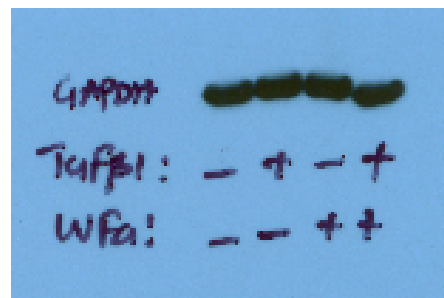 GAPDH
Tgfβ1: - + - +
Wfa: - - + +